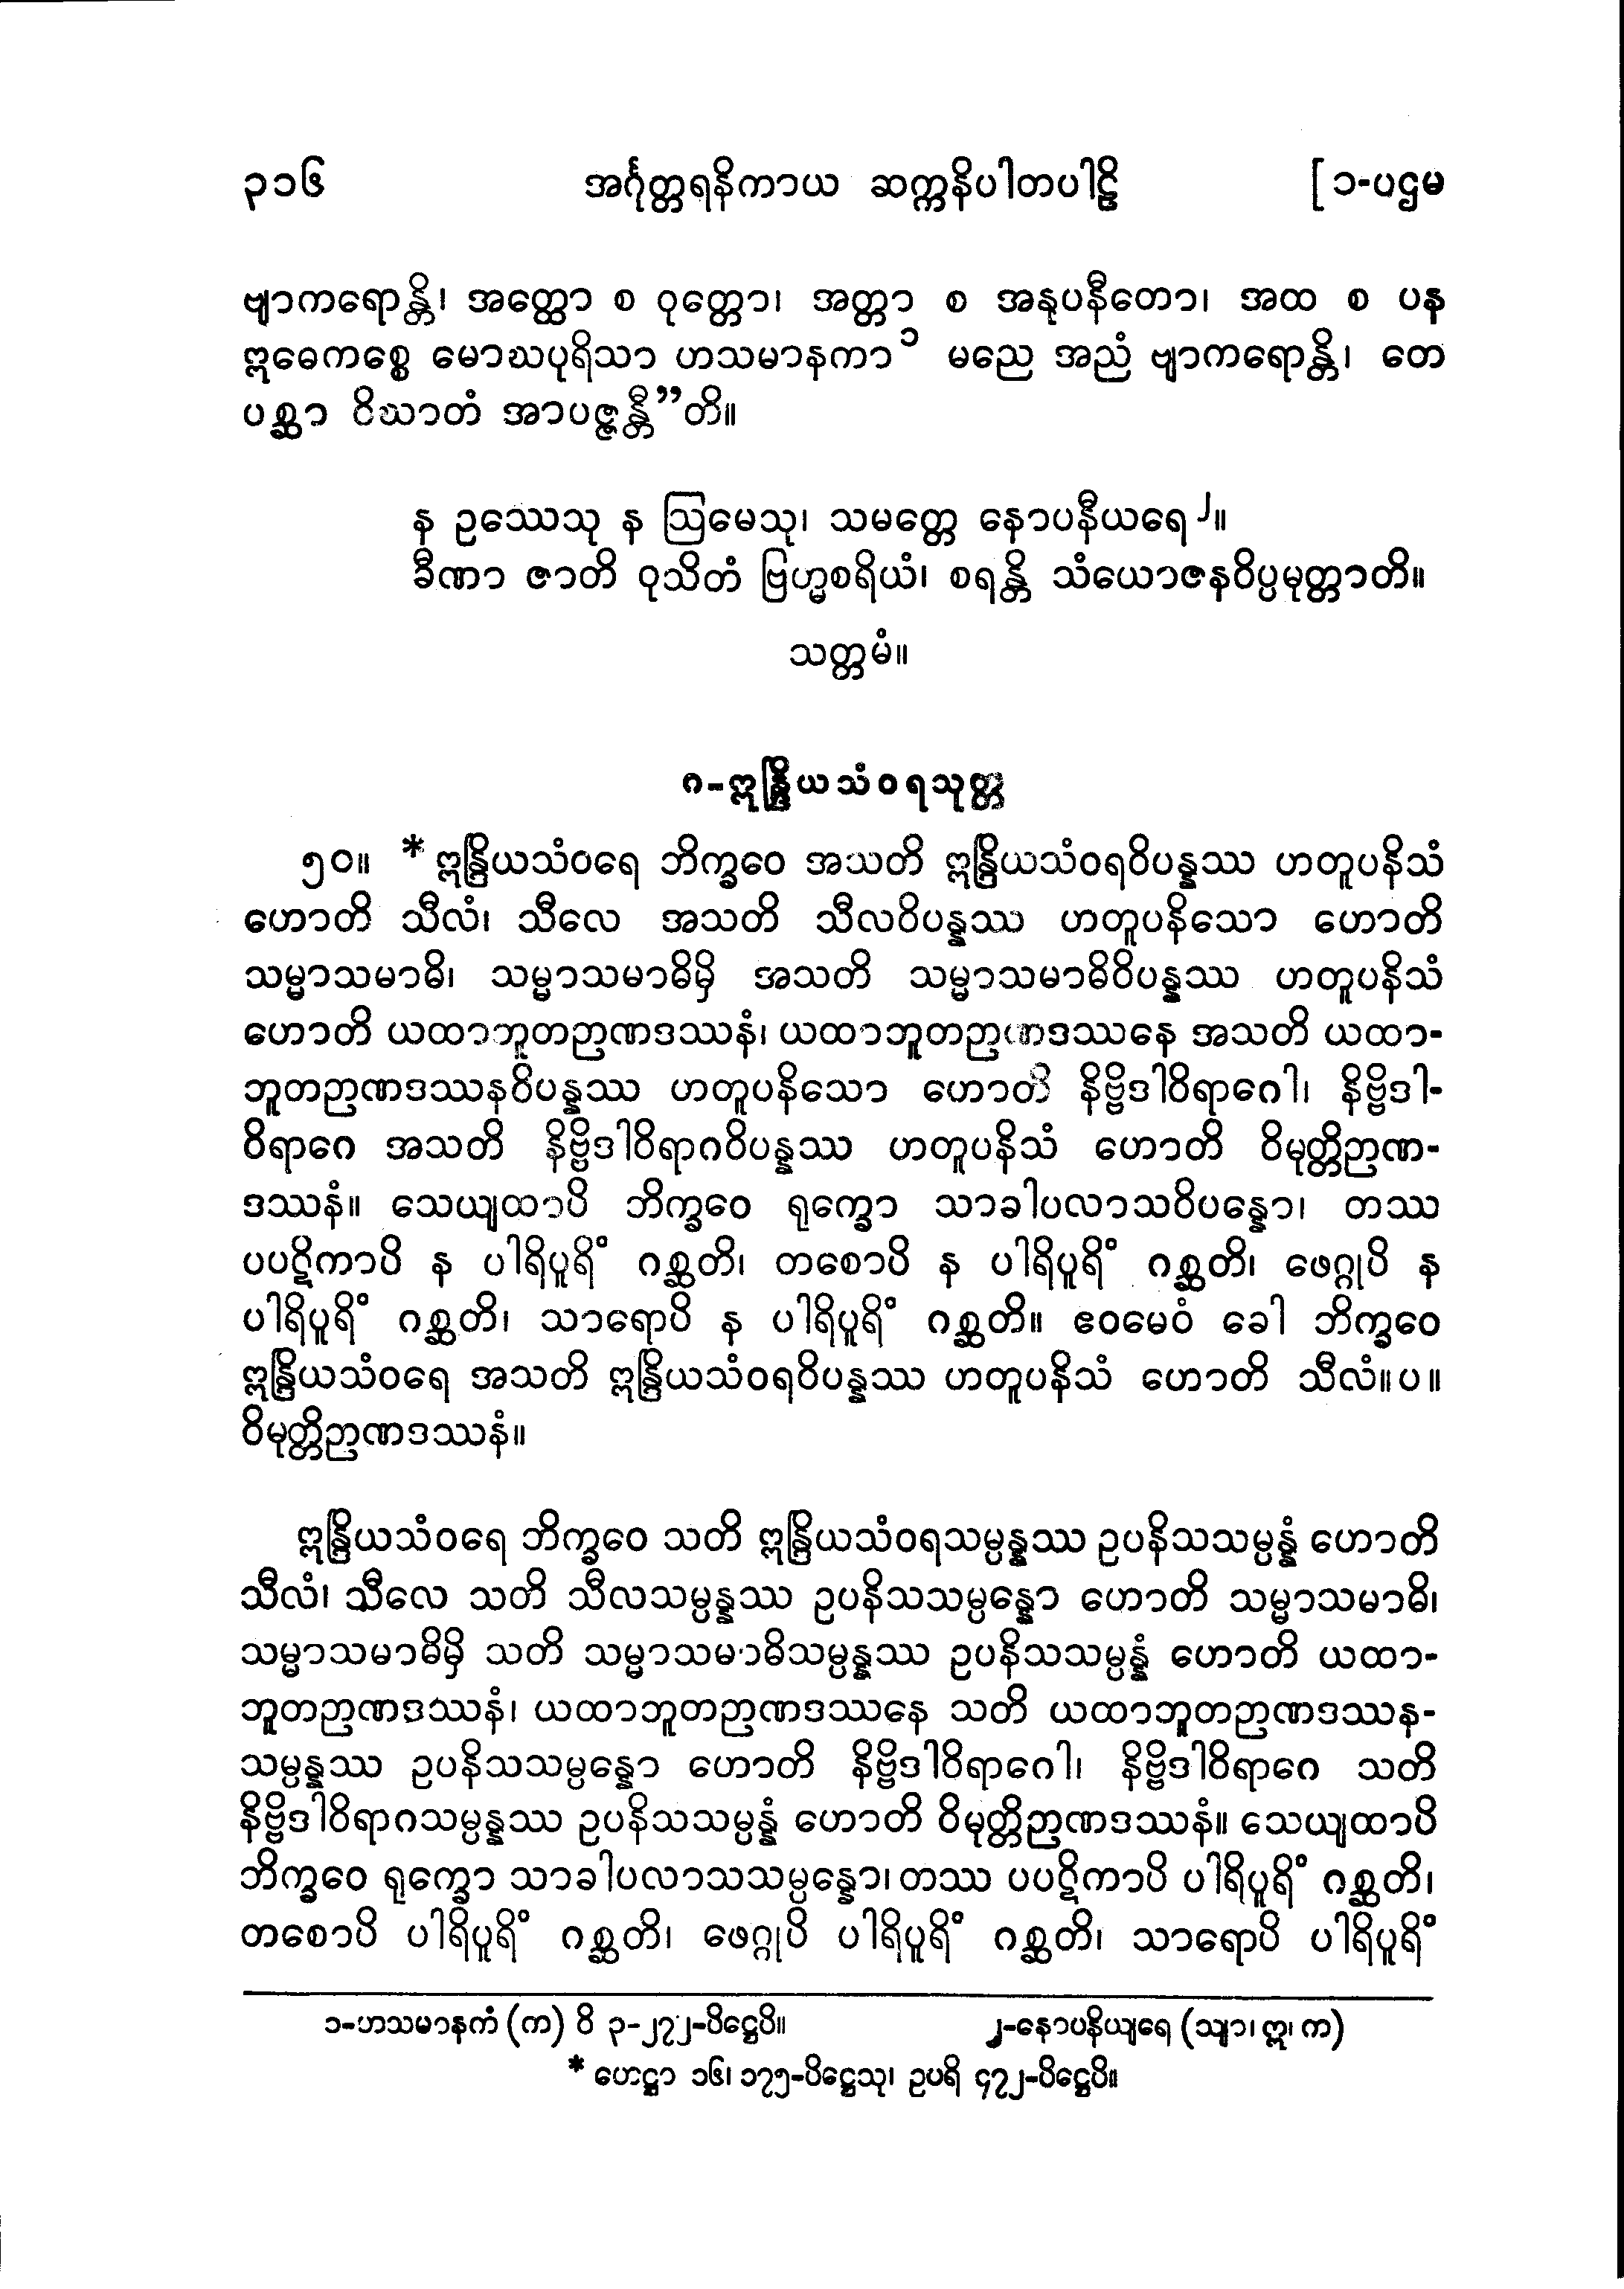 ၃၁၆ အင်္ဂုတ္တရနိကာယ ဆက္ကနိပါတပါဠိ [ ၁-ပဌမ
ဗျာကရောန္တိ၊ အတ္ထော စ ဝုတ္တော၊ အတ္တာ စ အနုပနီတော၊ အထ စ ပန
ဣဓေကစ္စေ မောဃပုရိသာ ဟသမာနကာ ၁ မညေ အညံ ဗျာကရောန္တိ၊ တေ
ပစ္ဆာ ဝိဃာတံ အာပဇ္ဇန္တီ”တိ။
န ဥဿေသု န ဩမေသု၊ သမတ္တေ နောပနီယရေ ၂။
ခီဏာ ဇာတိ ဝုသိတံ ဗြဟ္မစရိယံ၊ စရန္တိ သံယောဇနဝိပ္ပမုတ္တာတိ။
သတ္တမံ။
ဂ-ဣန္ဒြိယသံဝရသုတ္တ
၅၀။ * ဣန္ဒြိယသံဝရေ ဘိက္ခဝေ အသတိ ဣန္ဒြိယသံဝရဝိပန္နဿ ဟတူပနိသံ
ဟောတိ သီလံ၊ သီလေ အသတိ သီလဝိပန္နဿ ဟတူပနိသော ဟောတိ
သမ္မာသမာဓိ၊ သမ္မာသမာဓိမှိ အသတိ သမ္မာသမာဓိဝိပန္နဿ ဟတူပနိသံ
ဟောတိ ယထာဘူတဉာဏဒဿနံ၊ ယထာဘူတဉာဏဒဿနေ အသတိ ယထာ-
ဘူတဉာဏဒဿနဝိပန္နဿ ဟတူပနိသော ဟောတိ နိဗ္ဗိဒါဝိရာဂေါ၊ နိဗ္ဗိဒါ-
ဝိရာဂေ အသတိ နိဗ္ဗိဒါဝိရာဂဝိပန္နဿ ဟတူပနိသံ ဟောတိ ဝိမုတ္တိဉာဏ-
ဒဿနံ။ သေယျထာပိ ဘိက္ခဝေ ရုက္ခော သာခါပလာသဝိပန္နော၊ တဿ
ပပဋိကာပိ န ပါရိပူရိံ ဂစ္ဆတိ၊ တစောပိ န ပါရိပူရိံ ဂစ္ဆတိ၊ ဖေဂ္ဂုပိ န
ပါရိပူရိံ ဂစ္ဆတိ၊ သာရောပိ န ပါရိပူရိံ ဂစ္ဆတိ။ ဧဝမေဝံ ခေါ ဘိက္ခဝေ
ဣန္ဒြိယသံဝရေ အသတိ ဣန္ဒြိယသံဝရဝိပန္နဿ ဟတူပနိသံ ဟောတိ သီလံ။ပ။
ဝိမုတ္တိဉာဏဒဿနံ။
ဣန္ဒြိယသံဝရေ ဘိက္ခဝေ သတိ ဣန္ဒြိယသံဝရသမ္ပန္နဿ ဥပနိသသမ္ပန္နံ ဟောတိ
သီလံ၊ သီလေ သတိ သီလသမ္ပန္နဿ ဥပနိသသမ္ပန္နော ဟောတိ သမ္မာသမာဓိ၊
သမ္မာသမာဓိမှိ သတိ သမ္မာသမာဓိသမ္ပန္နဿ ဥပနိသသမ္ပန္နံ ဟောတိ ယထာ-
ဘူတဉာဏဒဿနံ၊ ယထာဘူတဉာဏဒဿနေ သတိ ယထာဘူတဉာဏဒဿန-
သမ္ပန္နဿ ဥပနိသသမ္ပန္နော ဟောတိ နိဗ္ဗိဒါဝိရာဂေါ၊ နိဗ္ဗိဒါဝိရာဂေ သတိ
နိဗ္ဗိဒါဝိရာဂသမ္ပန္နဿ ဥပနိသသမ္ပန္နံ ဟောတိ ဝိမုတ္တိဉာဏဒဿနံ။ သေယျထာပိ
ဘိက္ခဝေ ရုက္ခော သာခါပလာသသမ္ပန္နော၊ တဿ ပပဋိကာပိ ပါရိပူရိံ ဂစ္ဆတိ၊
တစောပိ ပါရိပူရိံ ဂစ္ဆတိ၊ ဖေဂ္ဂုပိ ပါရိပူရိံ ဂစ္ဆတိ၊ သာရောပိ ပါရိပူရိံ
၁-ဟသမာနကံ (က) ဝိ ၃-၂၇၂-ပိဋ္ဌေပိ။ ၂-နောပနိယျရေ (သျာ၊ ဣ၊ က)
* ဟေဋ္ဌာ ၁၆၊ ၁၇၅-ပိဋ္ဌေသု၊ ဥပရိ ၄၇၂-ပိဋ္ဌေပိ။